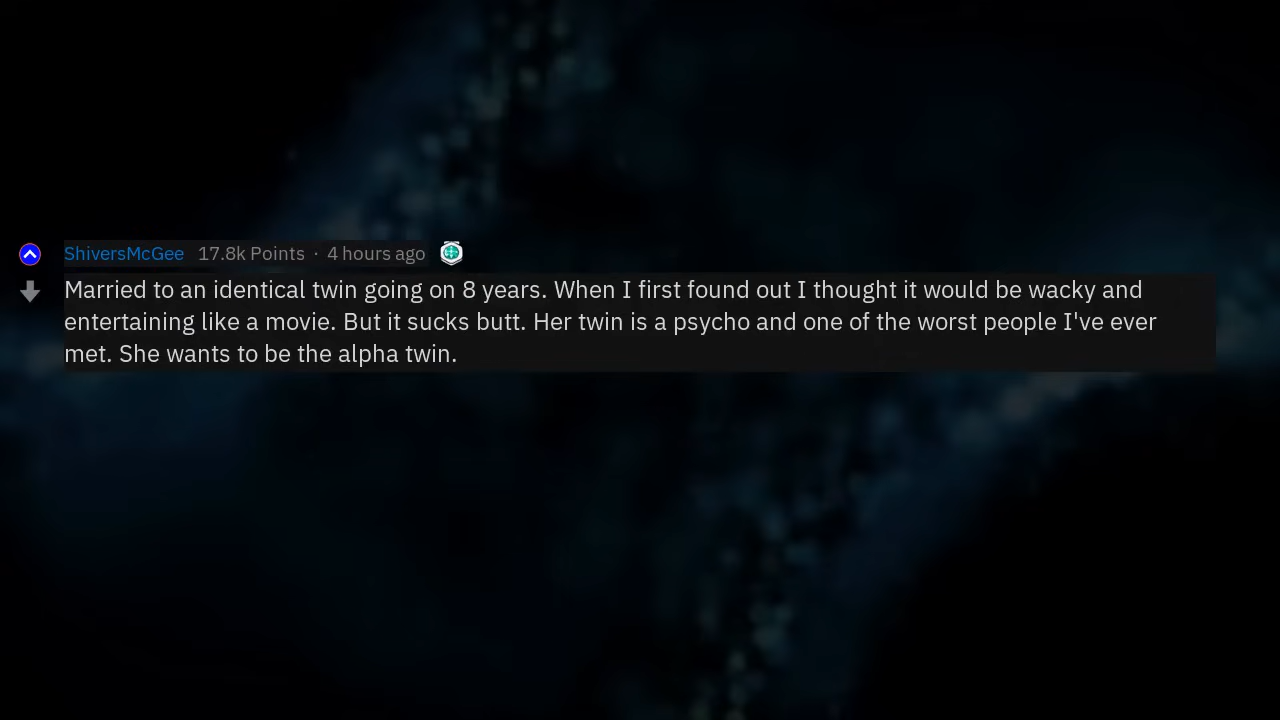 ShiversMcGee 17.8k Points · 4 hours ago
Married to an identical twin going on 8 years. When I first found out I thought it would be wacky and
entertaining like a movie. But it sucks butt. Her twin is a psycho and one of the worst people I've ever
met. She wants to be the alpha twin.